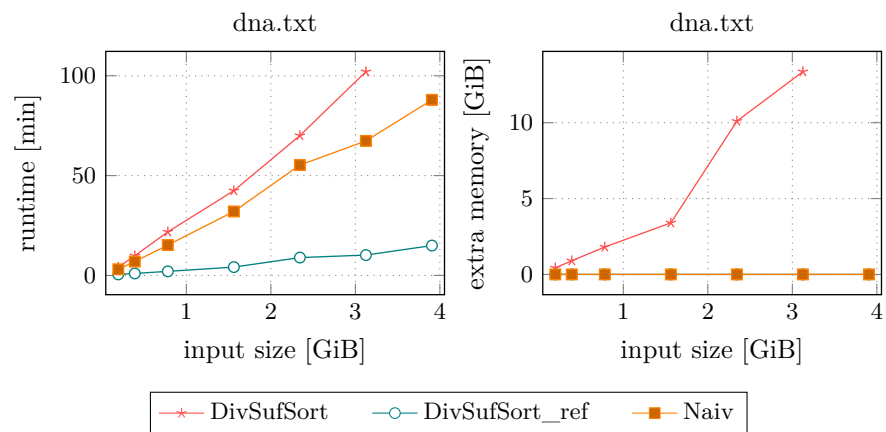 dna.txt
100
50
0
runtime [min]
1 2 3 4
input size [GiB]
dna.txt
10
5
0
extra memory [GiB]
1 2 3 4
input size [GiB]
DivSufSort DivSufSort_ref Naiv